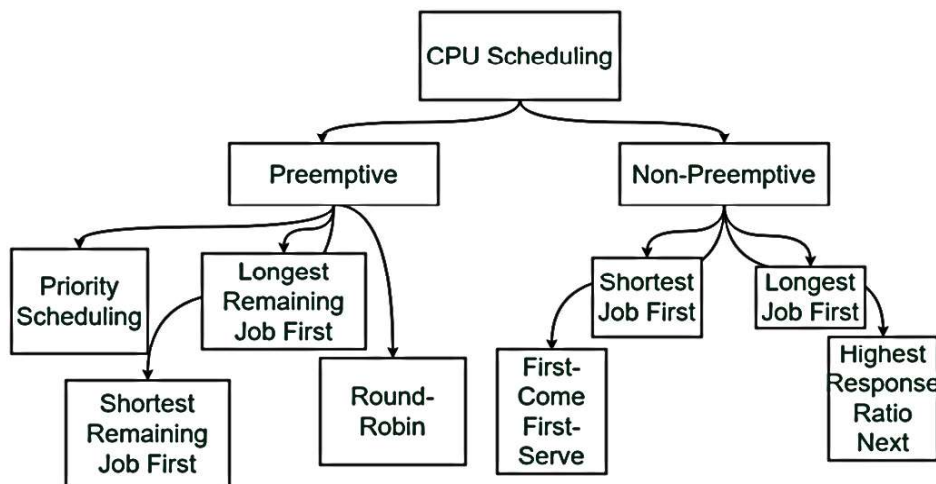 CPU Scheduling
Preemptive
Non-Preemptive
Priority
Scheduling
Longest
Remaining
Job First
Shortest
Job First
Longest
Job First
Shortest
Remaining
Job First
Round-
Robin
First-
Come
First-
Serve
Highest
Response
Ratio
Next